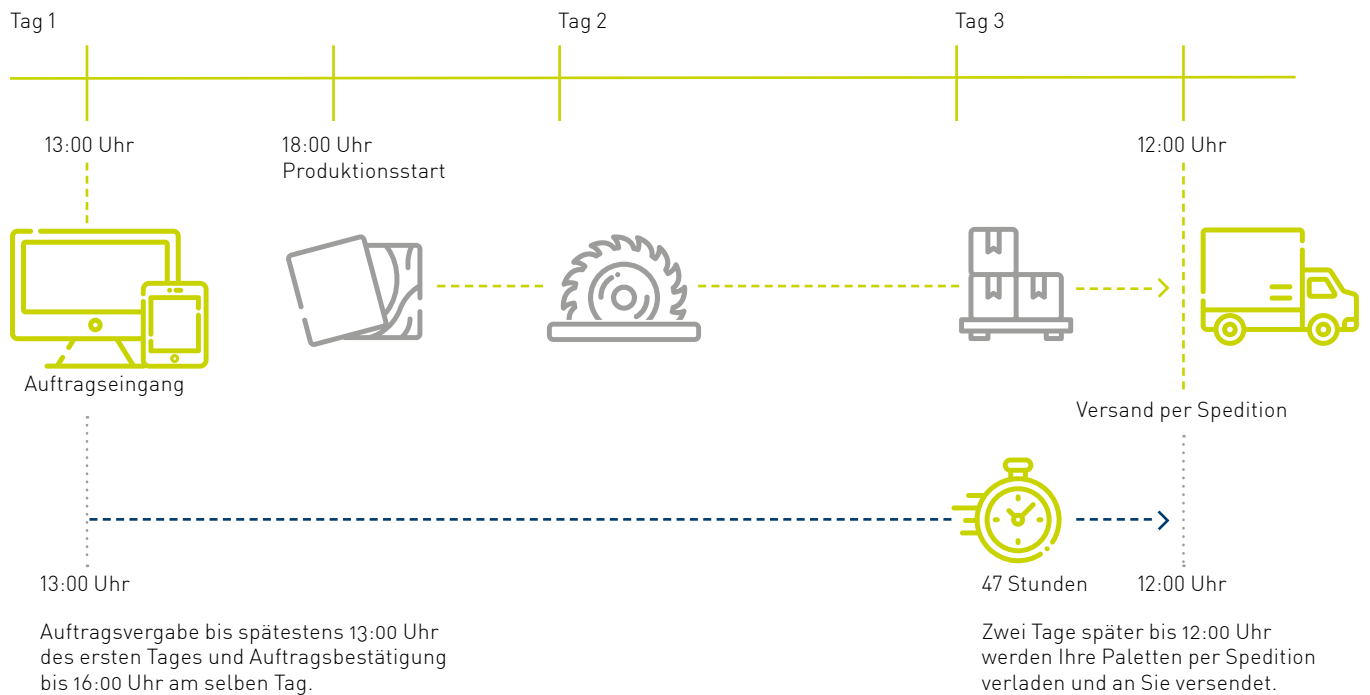 Tag 1
Tag 2
Tag 3
13:00 Uhr
18:00 Uhr
Produktionsstart
12:00 Uhr
Auftragseingang
Versand per Spedition
13:00 Uhr
47 Stunden
12:00 Uhr
Auftragsvergabe bis spätestens 13:00 Uhr
des ersten Tages und Auftragsbestätigung
bis 16:00 Uhr am selben Tag.
Zwei Tage später bis 12:00 Uhr
werden Ihre Paletten per Spedition
verladen und an Sie versendet.